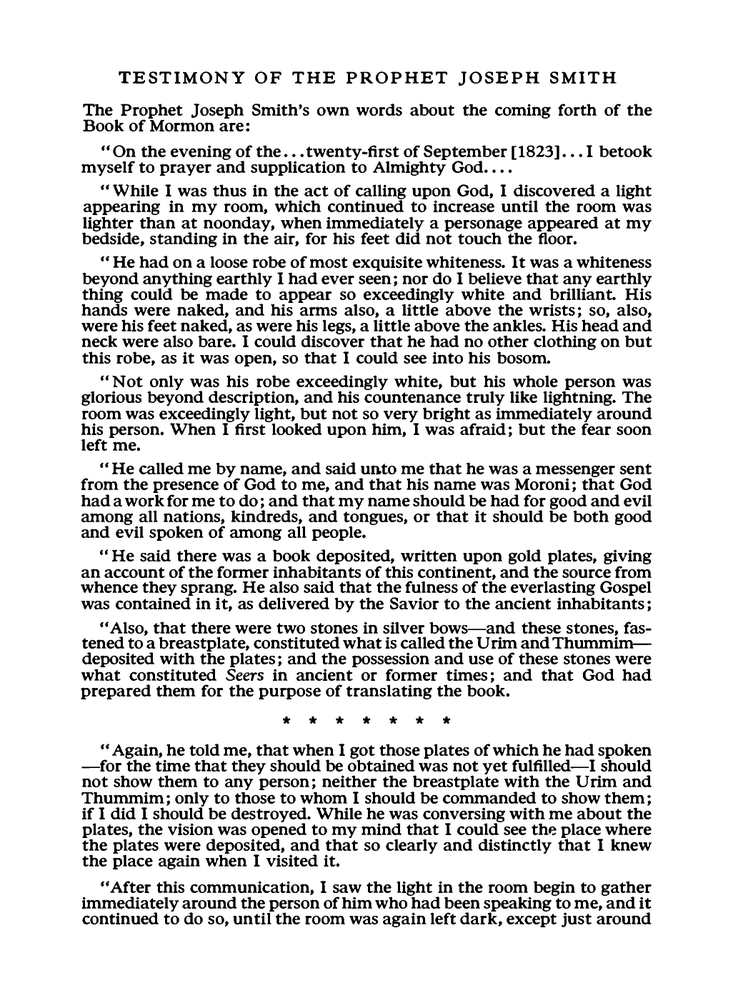 TESTIMONY OF THE PROPHET JOSEPH SMITH
The Prophet Joseph Smith's own words about the coming forth of the
Book of Mormon are:
"On the evening of the...twenty-first of September [1823]...I betook
myself to prayer and supplication to Almighty God....
"While I was thus in the act of calling upon God, I discovered a light
appearing in my room, which continued to increase until the room was
lighter than at noonday, when immediately a personage appeared at my
bedside, standing in the air, for his feet did not touch the floor.
"He had on a loose robe of most exquisite whiteness. It was a whiteness
beyond anything earthly I had ever seen; nor do I believe that any earthly
thing could be made to appear so exceedingly white and brilliant. His
hands were naked, and his arms also, a little above the wrists; so, also,
were his feet naked, as were his legs, a little above the ankles. His head and
neck were also bare. I could discover that he had no other clothing on but
this robe, as it was open, so that I could see into his bosom.
"Not only was his robe exceedingly white, but his whole person was
glorious beyond description, and his countenance truly like lightning. The
room was exceedingly light, but not so very bright as immediately around
his person. When I first looked upon him, I was afraid; but the fear soon
left me.
"He called me by name, and said unto me that he was a messenger sent
from the presence of God to me, and that his name was Moroni; that God
had a work for me to do; and that my name should be had for good and evil
among all nations, kindreds, and tongues, or that it should be both good
and evil spoken of among all people.
"He said there was a book deposited, written upon gold plates, giving
an account of the former inhabitants of this continent, and the source from
whence they sprang. He also said that the fulness of the everlasting Gospel
was contained in it, as delivered by the Savior to the ancient inhabitants;
"Also, that there were two stones in silver bows—and these stones, fas-
tened to a breastplate, constituted what is called the Urim and Thummim—
deposited with the plates; and the possession and use of these stones were
what constituted Seers in ancient or former times; and that God had
prepared them for the purpose of translating the book.
* * * * * * *
"Again, he told me, that when I got those plates of which he had spoken
—for the time that they should be obtained was not yet fulfilled—I should
not show them to any person; neither the breastplate with the Urim and
Thummim; only to those to whom I should be commanded to show them;
if I did I should be destroyed. While he was conversing with me about the
plates, the vision was opened to my mind that I could see the place where
the plates were deposited, and that so clearly and distinctly that I knew
the place again when I visited it.
"After this communication, I saw the light in the room begin to gather
immediately around the person of him who had been speaking to me, and it
continued to do so, until the room was again left dark, except just around